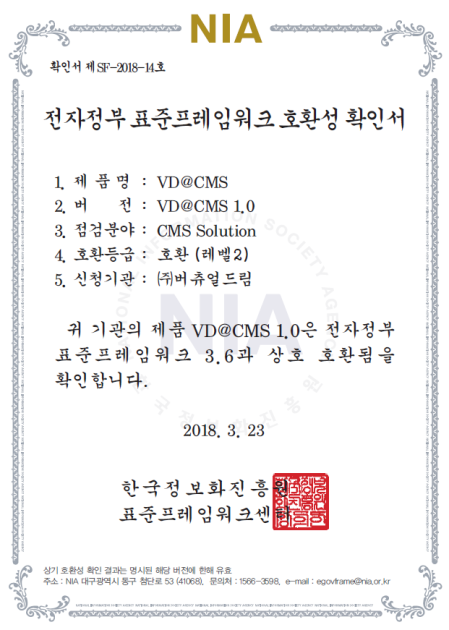 NIA
확인서 제 SF-2018-14호
전자정부 표준프레임워크 호환성 확인서
1. 제 품 명 : VD@CMS
2. 버 전 : VD@CMS 1.0
3. 점검분야 : CMS Solution
4. 호환등급 : 호환 (레벨2)
5. 신청기관 : ㈜버츄얼드림
NIA
귀 기관의 제품 VD@CMS 1.0은 전자정부
표준프레임워크 3.6과 상호 호환됨을
확인합니다.
2018. 3. 23
한국정보화진흥원
표준프레임워크센터
상기 호환성 확인 결과는 명시된 해당 버전에 한해 유효
주소 : NIA 대구광역시 동구 첨단로 53 (41068), 문의처 : 1566-3598, e-mail : egovframe@nia.or.kr